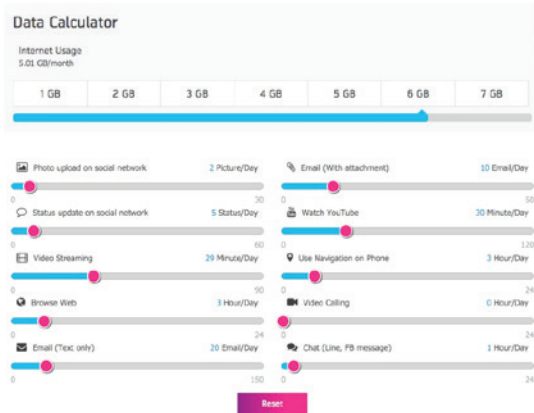 Data Calculator
Internet Usage
5.01 GB/month
1 GB 2 GB 3 GB 4 GB 5 GB 6 GB 7 GB
Photo upload on social network 2 Picture/Day
0 30
Email (With attachment) 10 Email/Day
0 50
Status update on social network 5 Status/Day
0 60
Watch YouTube 30 Minute/Day
0 120
Video Streaming 29 Minute/Day
0 90
Use Navigation on Phone 3 Hour/Day
0 24
Browse Web 3 Hour/Day
0 24
Video Calling 0 Hour/Day
0 24
Email (Text only) 20 Email/Day
0 150
Chat (Line, FB message) 1 Hour/Day
0 24
Reset